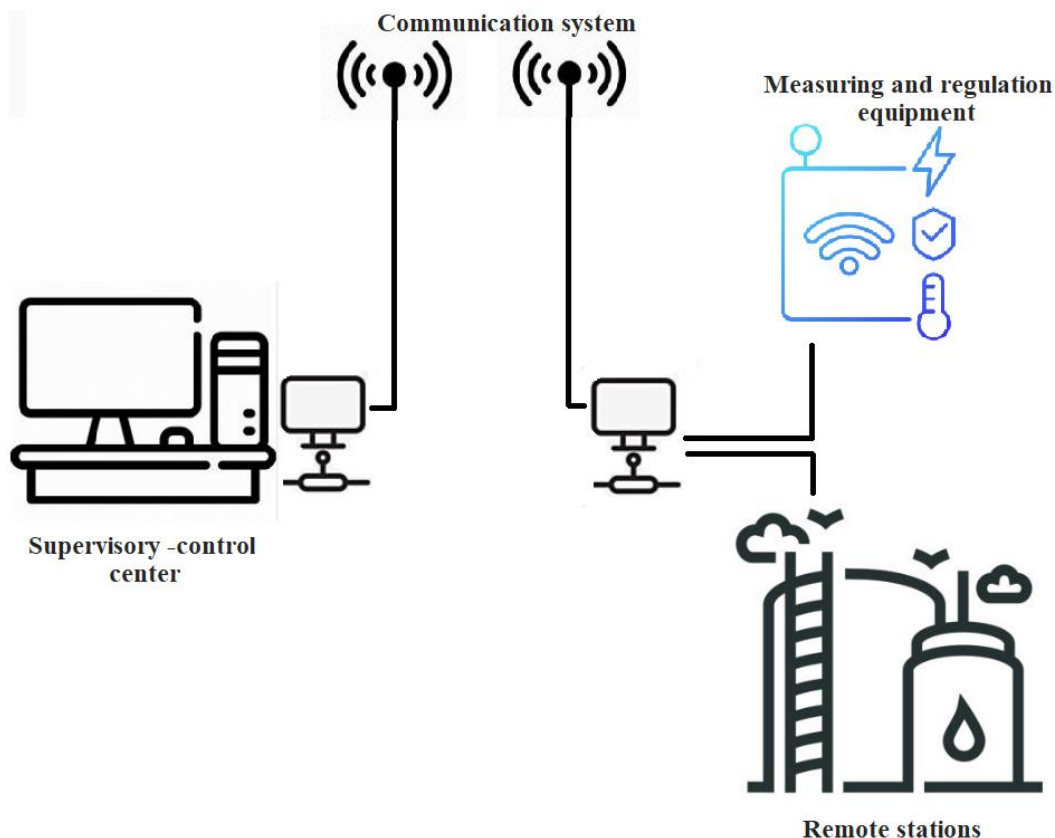 Communication system
Measuring and regulation
equipment
Supervisory -control
center
Remote stations